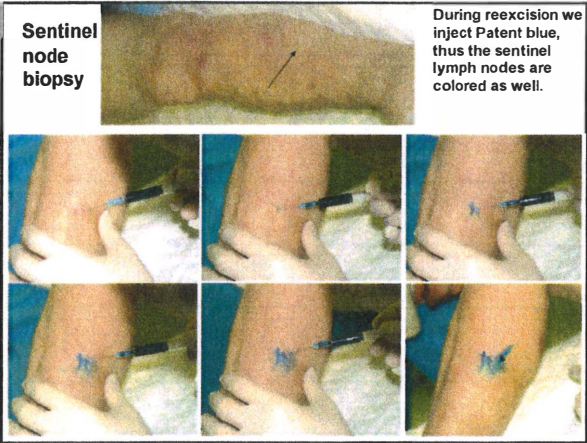 Sentinel
node
biopsy
During reexcision we
inject Patent blue,
thus the sentinel
lymph nodes are
colored as well.